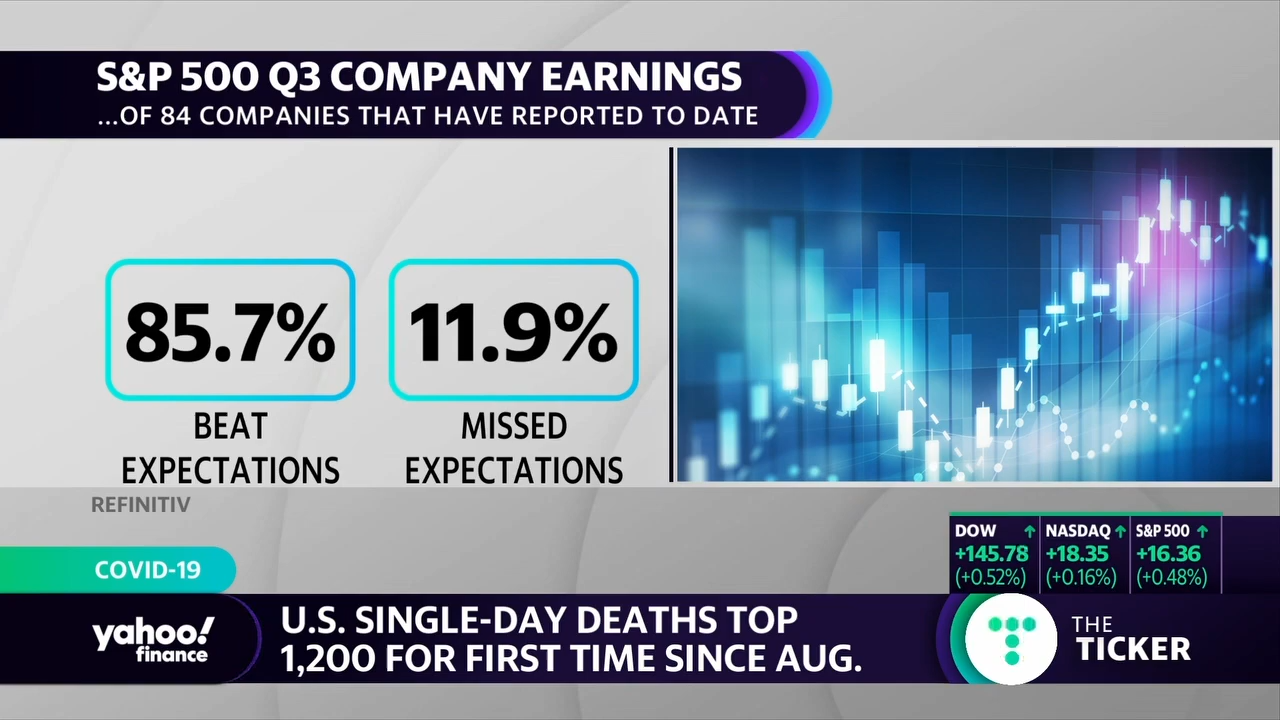 S&P 500 Q3 COMPANY EARNINGS
...OF 84 COMPANIES THAT HAVE REPORTED TO DATE
85.7%
BEAT
EXPECTATIONS
11.9%
MISSED
EXPECTATIONS
REFINITIV
DOW
+145.78
(+0.52%)
NASDAQ
+18.35
(+0.16%)
S&P 500
+16.36
(+0.48%)
COVID-19
yahoo!
finance
U.S. SINGLE-DAY DEATHS TOP
1,200 FOR FIRST TIME SINCE AUG.
THE
TICKER